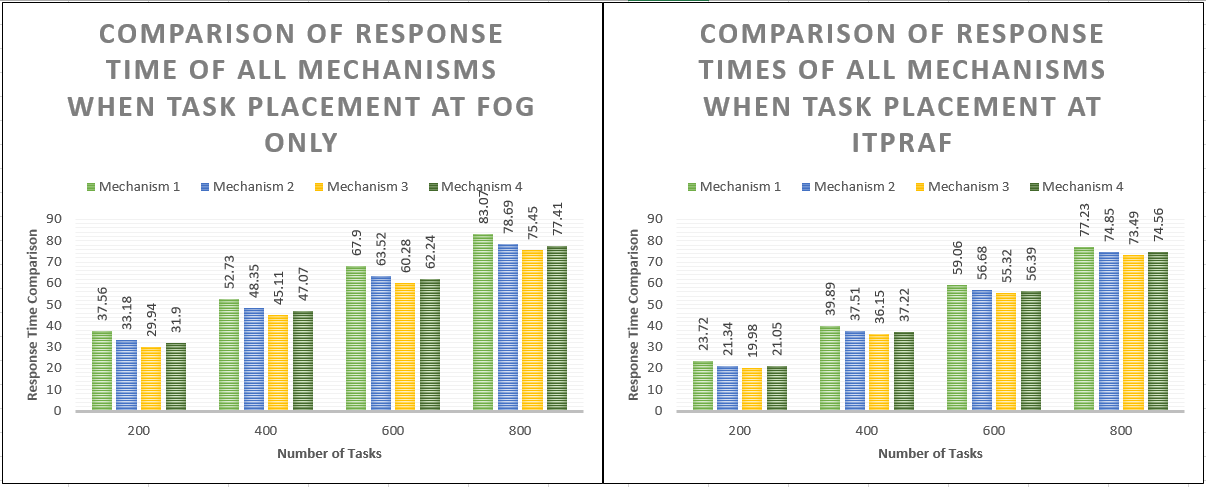 COMPARISON OF RESPONSE
TIME OF ALL MECHANISMS
WHEN TASK PLACEMENT AT FOG
ONLY
Mechanism 1 Mechanism 2 Mechanism 3 Mechanism 4
Response Time Comparison
90
80
70
60
50
40
30
20
10
0
37.56 33.18 29.94 31.9
52.73 48.35 45.11 47.07
67.9 63.52 60.28 62.24
83.07 78.69 75.45 77.41
200 400 600 800
Number of Tasks
COMPARISON OF RESPONSE
TIMES OF ALL MECHANISMS
WHEN TASK PLACEMENT AT
ITPRAF
Mechanism 1 Mechanism 2 Mechanism 3 Mechanism 4
Response Time Comparison
90
80
70
60
50
40
30
20
10
0
23.72 21.34 19.98 21.05
39.89 37.51 36.15 37.22
59.06 56.68 55.32 56.39
77.23 74.85 73.49 74.56
200 400 600 800
Number of Tasks